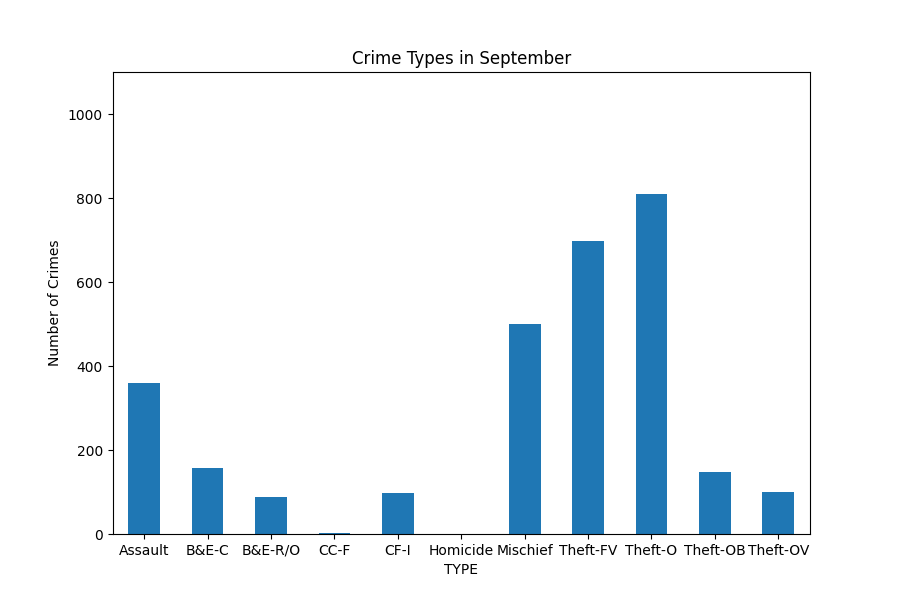 Crime Types in September
Number of Crimes
1000
800
600
400
200
0
Assault B&E-C B&E-R/O CC-F CF-I Homicide Mischief Theft-FV Theft-O Theft-OB Theft-OV
TYPE